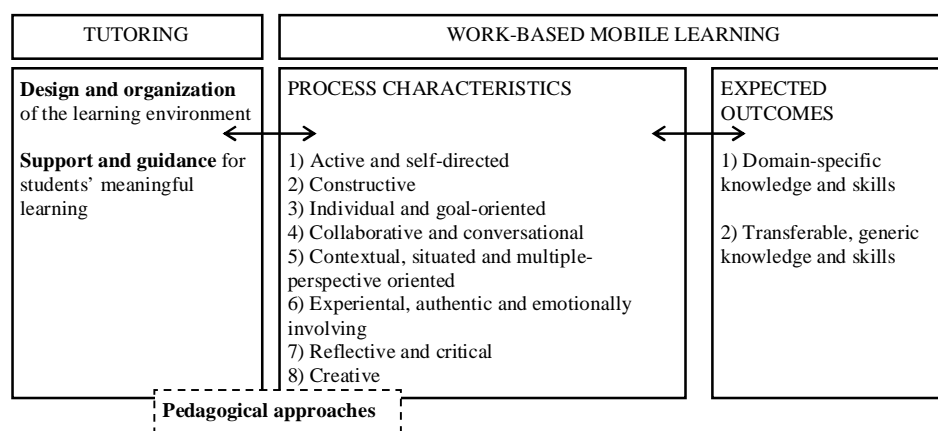 TUTORING
WORK-BASED MOBILE LEARNING
Design and organization
of the learning environment
Support and guidance for
students’ meaningful
learning
PROCESS CHARACTERISTICS
1) Active and self-directed
2) Constructive
3) Individual and goal-oriented
4) Collaborative and conversational
5) Contextual, situated and multiple-
perspective oriented
6) Experiental, authentic and emotionally
involving
7) Reflective and critical
8) Creative
EXPECTED
OUTCOMES
1) Domain-specific
knowledge and skills
2) Transferable, generic
knowledge and skills
Pedagogical approaches